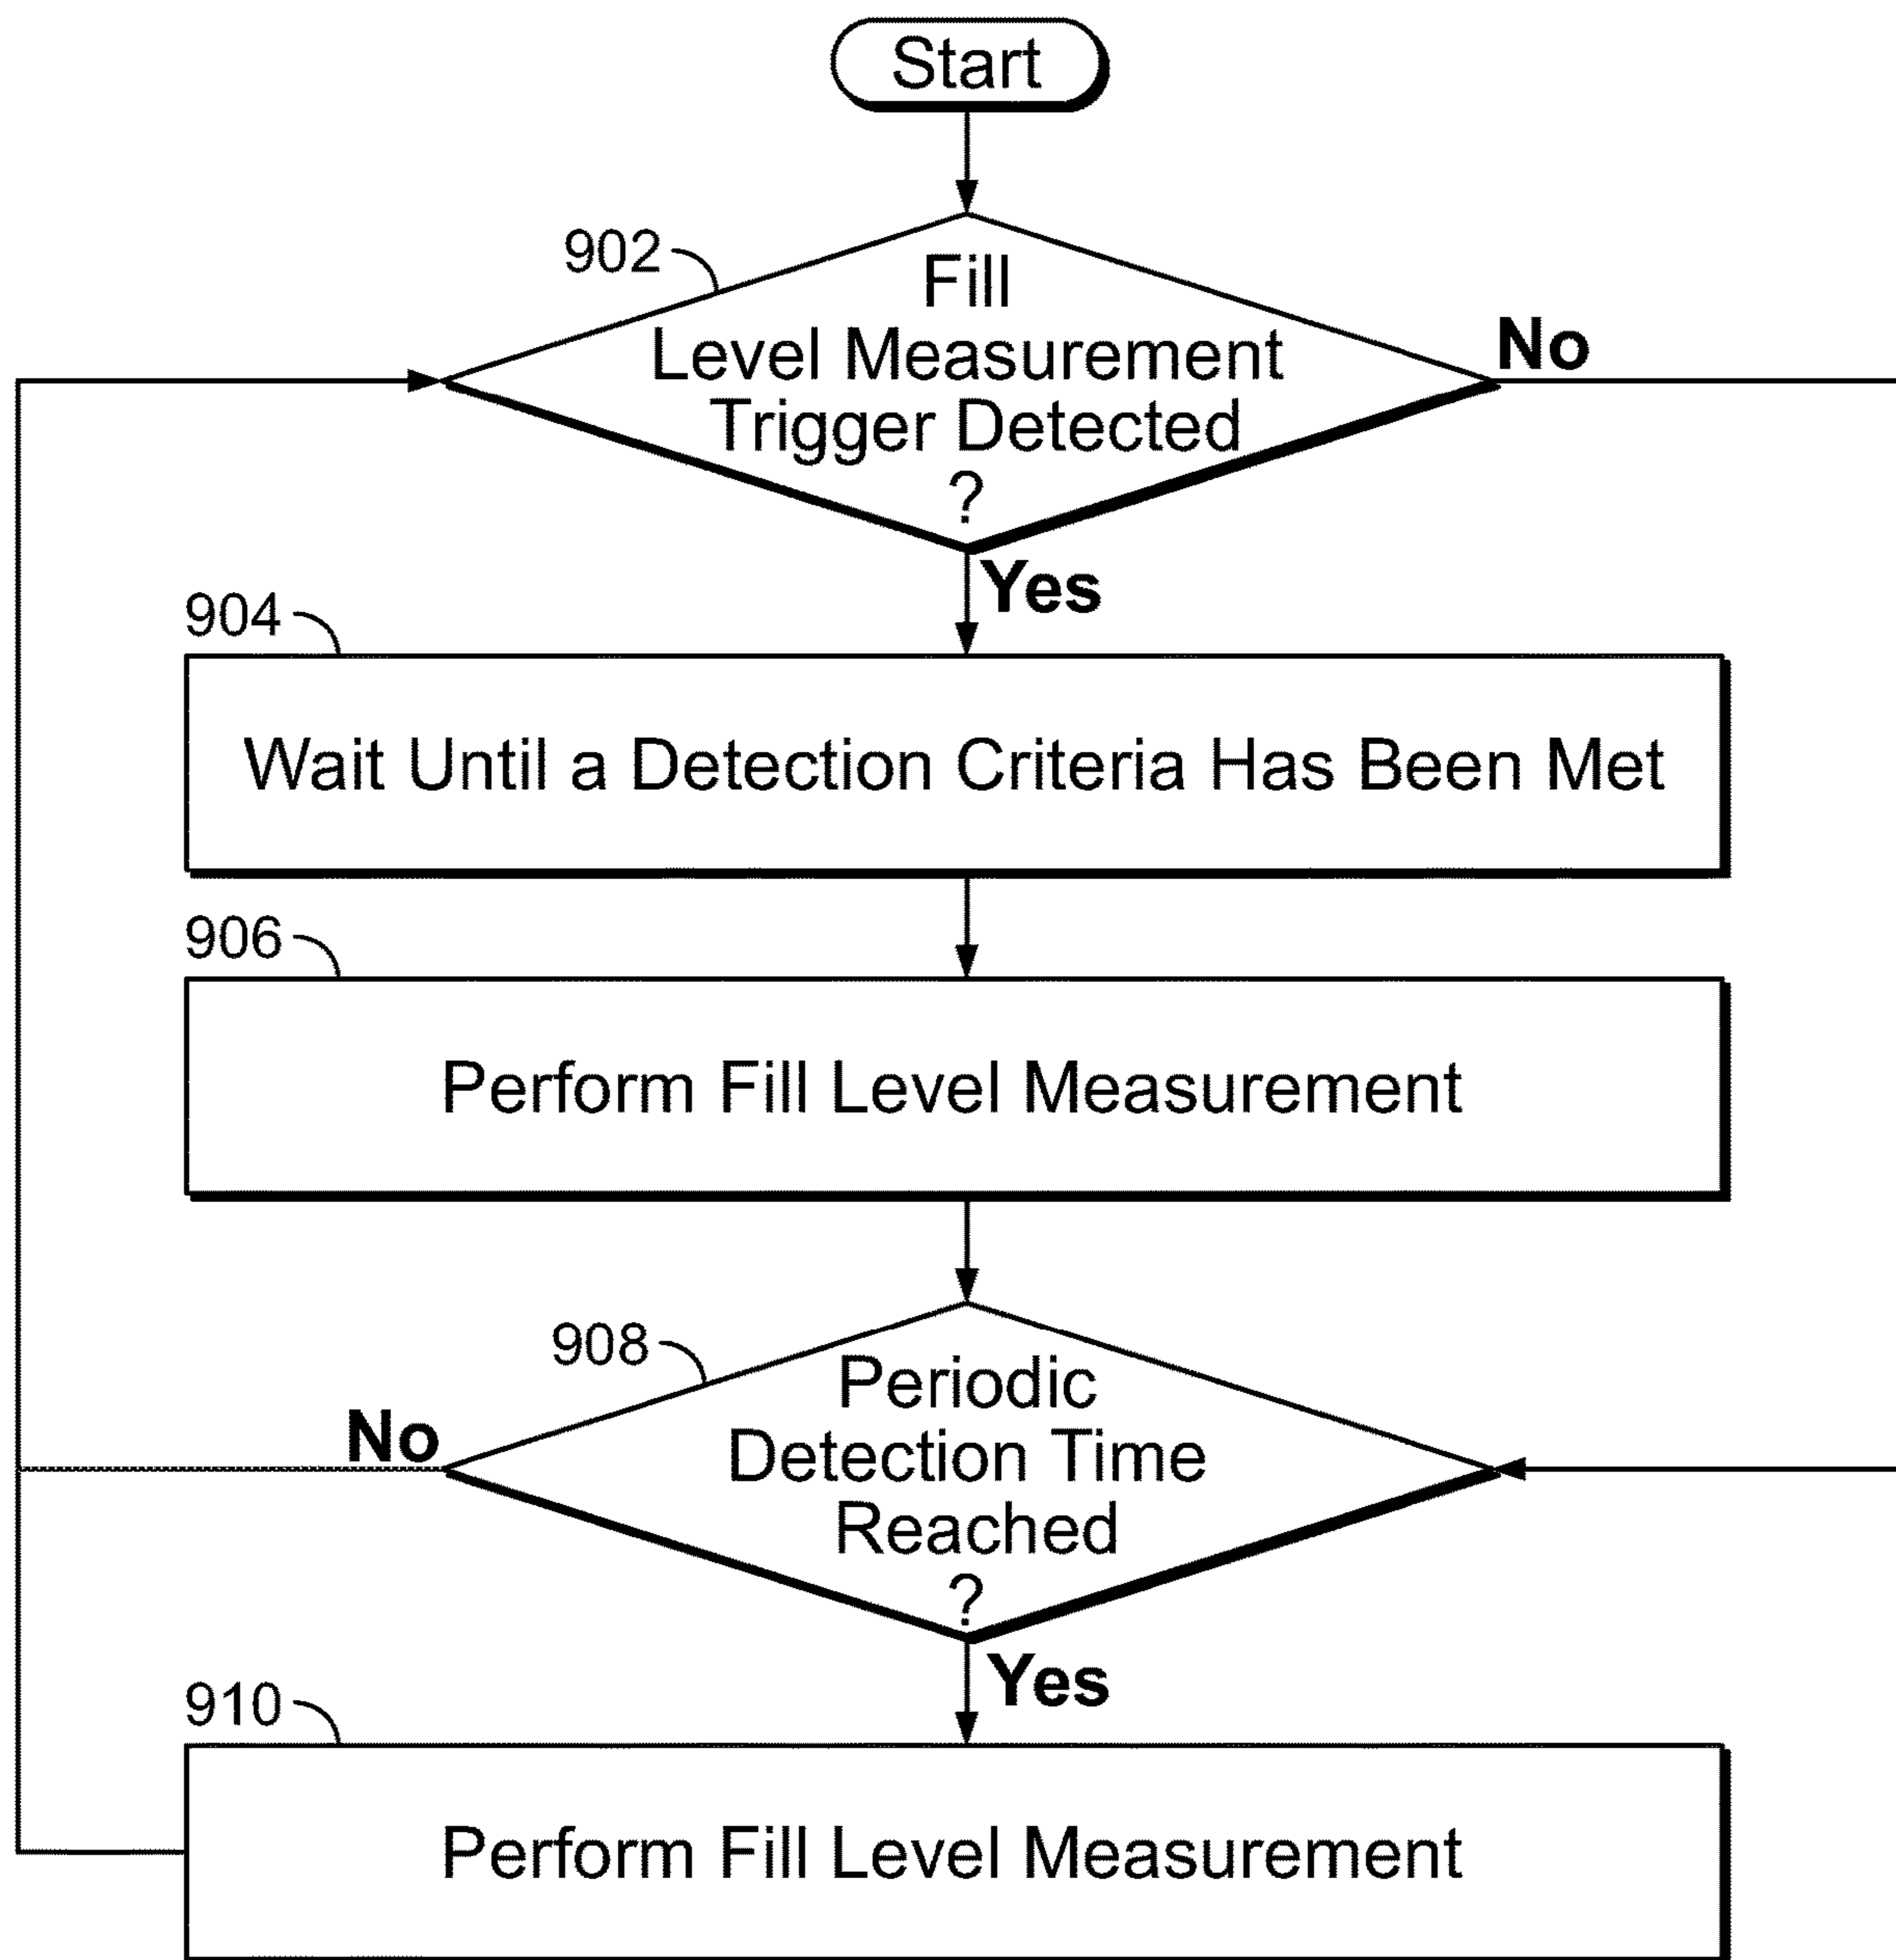 Start
902
Fill
Level Measurement
Trigger Detected
?
No
Yes
904
Wait Until a Detection Criteria Has Been Met
906
Perform Fill Level Measurement
908
Periodic
Detection Time
Reached
?
No
Yes
910
Perform Fill Level Measurement